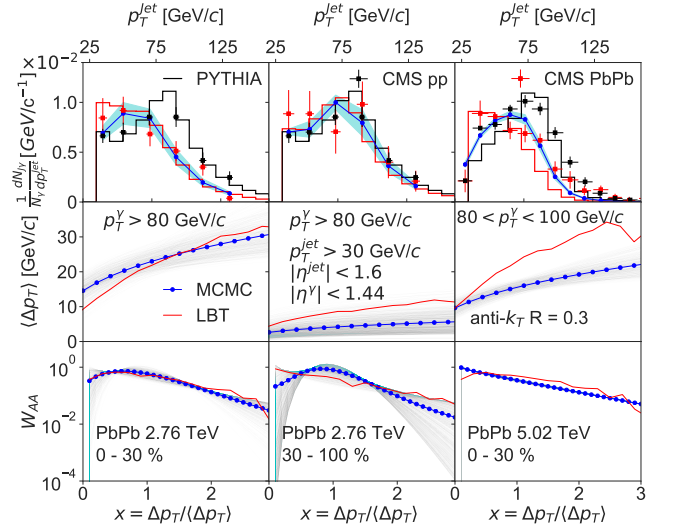 p_T^Jet [GeV/c] p_T^Jet [GeV/c] p_T^Jet [GeV/c]
25 75 125 25 75 125 25 75 125
×10⁻²
PYTHIA CMS pp CMS PbPb
1.0
0.5
0
1/N_γ dN_Jγ/dp_T^jet [GeV/c⁻¹]
p_T^γ > 80 GeV/c p_T^γ > 80 GeV/c 80 < p_T^γ < 100 GeV/c
p_T^jet > 30 GeV/c
|η^jet| < 1.6
|η^γ| < 1.44
MCMC
LBT
anti-k_T R = 0.3
30
20
10
0
⟨Δp_T⟩ [GeV/c]
10⁰
10⁻²
10⁻⁴
W_AA
PbPb 2.76 TeV PbPb 2.76 TeV PbPb 5.02 TeV
0 - 30 % 30 - 100 % 0 - 30 %
0 1 2 0 1 2 0 1 2 3
x = Δp_T/⟨Δp_T⟩ x = Δp_T/⟨Δp_T⟩ x = Δp_T/⟨Δp_T⟩